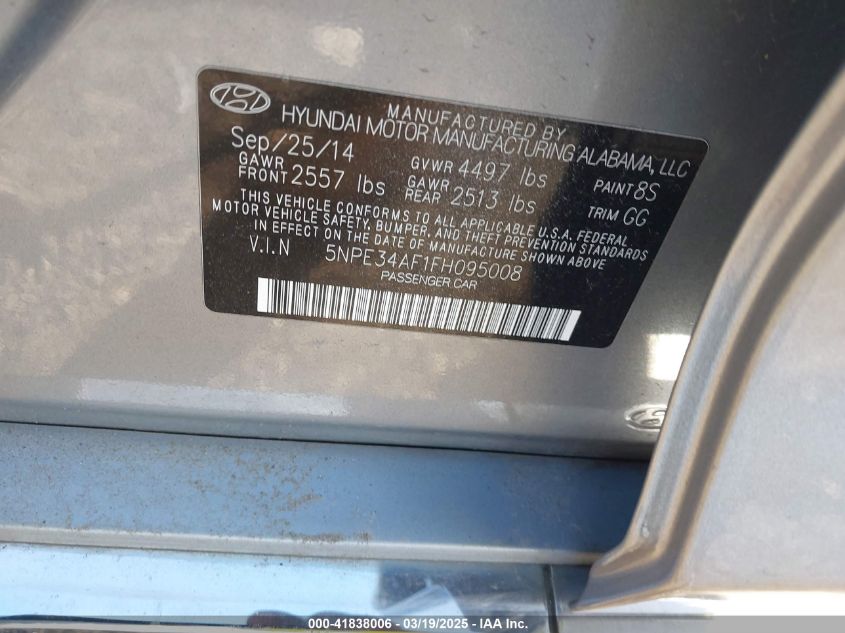 MANUFACTURED BY
HYUNDAI MOTOR MANUFACTURING ALABAMA, LLC
Sep/25/14 GVWR 4497 lbs PAINT 8S
GAWR FRONT 2557 lbs GAWR REAR 2513 lbs TRIM GG
THIS VEHICLE CONFORMS TO ALL APPLICABLE U.S.A. FEDERAL
MOTOR VEHICLE SAFETY, BUMPER, AND THEFT PREVENTION STANDARDS
IN EFFECT ON THE DATE OF MANUFACTURE SHOWN ABOVE
V.I.N 5NPE34AF1FH095008
PASSENGER CAR
000-41838006 - 03/19/2025 - IAA Inc.